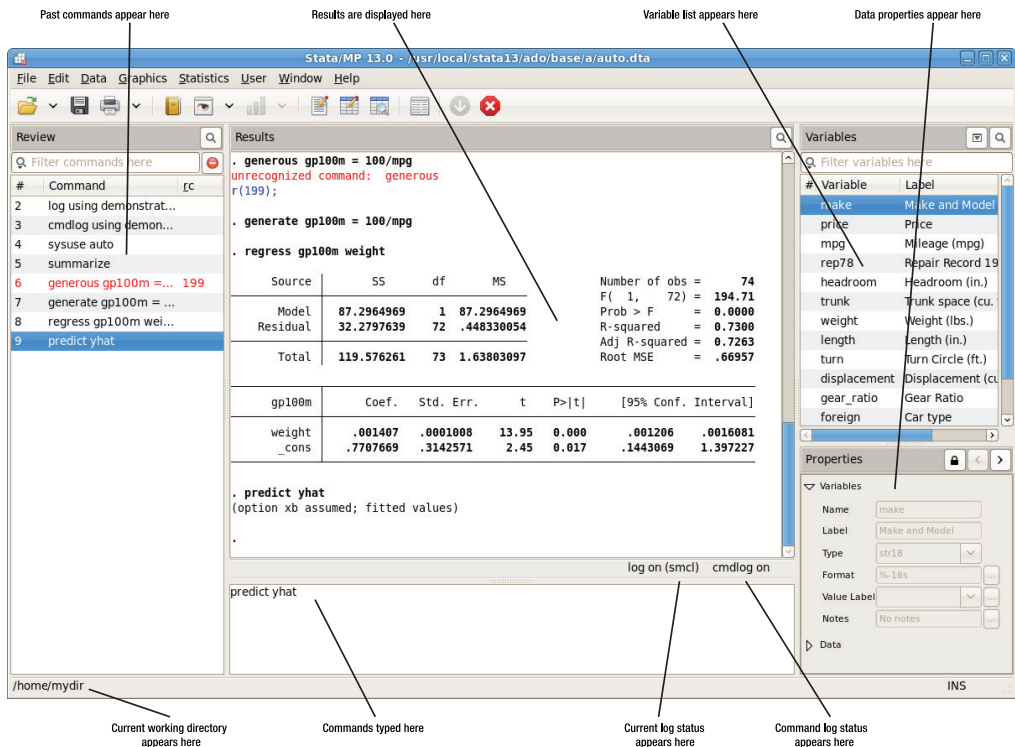 Past commands appear here
Results are displayed here
Variable list appears here
Data properties appear here
Stata/MP 13.0 - /usr/local/stata13/ado/base/a/auto.dta
File Edit Data Graphics Statistics User Window Help
Review
Filter commands here
# Command rc
2 log using demonstrat...
3 cmdlog using demon...
4 sysuse auto
5 summarize
6 generous gp100m =... 199
7 generate gp100m = ...
8 regress gp100m wei...
9 predict yhat
Results
. generous gp100m = 100/mpg
unrecognized command: generous
r(199);
. generate gp100m = 100/mpg
. regress gp100m weight
Source SS df MS
Model 87.2964969 1 87.2964969
Residual 32.2797639 72 .448330054
Total 119.576261 73 1.63803097
Number of obs = 74
F( 1, 72) = 194.71
Prob > F = 0.0000
R-squared = 0.7300
Adj R-squared = 0.7263
Root MSE = .66957
gp100m Coef. Std. Err. t P>|t| [95% Conf. Interval]
weight .001407 .0001008 13.95 0.000 .001206 .0016081
_cons .7707669 .3142571 2.45 0.017 .1443069 1.397227
. predict yhat
(option xb assumed; fitted values)
.
log on (smcl) cmdlog on
predict yhat
Variables
Filter variables here
# Variable Label
make Make and Model
price Price
mpg Mileage (mpg)
rep78 Repair Record 19
headroom Headroom (in.)
trunk Trunk space (cu.
weight Weight (lbs.)
length Length (in.)
turn Turn Circle (ft.)
displacement Displacement (cu
gear_ratio Gear Ratio
foreign Car type
Properties
Variables
Name make
Label Make and Model
Type str18
Format %-18s
Value Label
Notes No notes
Data
/home/mydir
INS
Current working directory
appears here
Commands typed here
Current log status
appears here
Command log status
appears here